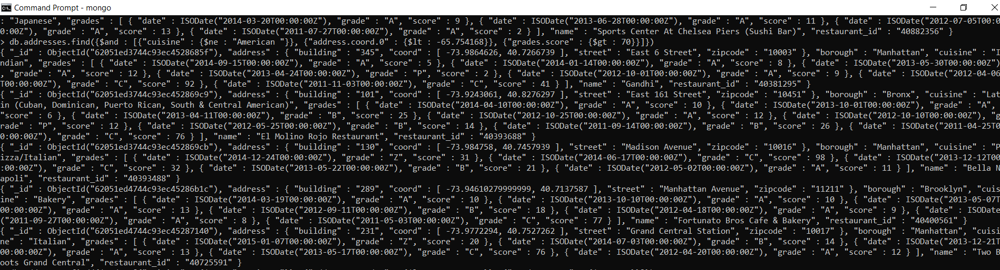 Command Prompt - mongo
: "Japanese", "grades" : [ { "date" : ISODate("2014-03-20T00:00:00Z"), "grade" : "A", "score" : 9 }, { "date" : ISODate("2013-06-28T00:00:00Z"), "grade" : "A", "score" : 11 }, { "date" : ISODate("2012-07-05T00:0
0:00Z"), "grade" : "A", "score" : 13 }, { "date" : ISODate("2011-07-27T00:00:00Z"), "grade" : "A", "score" : 2 } ], "name" : "Sports Center At Chelsea Piers (Sushi Bar)", "restaurant_id" : "40882356" }
> db.addresses.find({$and : [{"cuisine" : {$ne : "American "}}, {"address.coord.0" : {$lt : -65.754168}}, {"grades.score" : {$gt : 70}}]})
{ "_id" : ObjectId("62051ed3744c93ec4528685f"), "address" : { "building" : "345", "coord" : [ -73.9864626, 40.7266739 ], "street" : "East 6 Street", "zipcode" : "10003" }, "borough" : "Manhattan", "cuisine" : "I
ndian", "grades" : [ { "date" : ISODate("2014-09-15T00:00:00Z"), "grade" : "A", "score" : 5 }, { "date" : ISODate("2014-01-14T00:00:00Z"), "grade" : "A", "score" : 8 }, { "date" : ISODate("2013-05-30T00:00:00Z")
, "grade" : "A", "score" : 12 }, { "date" : ISODate("2013-04-24T00:00:00Z"), "grade" : "P", "score" : 2 }, { "date" : ISODate("2012-10-01T00:00:00Z"), "grade" : "A", "score" : 9 }, { "date" : ISODate("2012-04-06
T00:00:00Z"), "grade" : "C", "score" : 92 }, { "date" : ISODate("2011-11-03T00:00:00Z"), "grade" : "C", "score" : 41 } ], "name" : "Gandhi", "restaurant_id" : "40381295" }
{ "_id" : ObjectId("62051ed3744c93ec452869c9"), "address" : { "building" : "101", "coord" : [ -73.9243061, 40.8276297 ], "street" : "East 161 Street", "zipcode" : "10451" }, "borough" : "Bronx", "cuisine" : "Lat
in (Cuban, Dominican, Puerto Rican, South & Central American)", "grades" : [ { "date" : ISODate("2014-04-10T00:00:00Z"), "grade" : "A", "score" : 10 }, { "date" : ISODate("2013-10-01T00:00:00Z"), "grade" : "A",
"score" : 6 }, { "date" : ISODate("2013-04-11T00:00:00Z"), "grade" : "B", "score" : 25 }, { "date" : ISODate("2012-10-25T00:00:00Z"), "grade" : "A", "score" : 12 }, { "date" : ISODate("2012-10-10T00:00:00Z"), "g
rade" : "P", "score" : 12 }, { "date" : ISODate("2012-05-25T00:00:00Z"), "grade" : "B", "score" : 14 }, { "date" : ISODate("2011-09-14T00:00:00Z"), "grade" : "B", "score" : 26 }, { "date" : ISODate("2011-04-25T0
0:00:00Z"), "grade" : "C", "score" : 76 } ], "name" : "El Molino Rojo Restaurant", "restaurant_id" : "40393688" }
{ "_id" : ObjectId("62051ed3744c93ec452869cb"), "address" : { "building" : "130", "coord" : [ -73.984758, 40.7457939 ], "street" : "Madison Avenue", "zipcode" : "10016" }, "borough" : "Manhattan", "cuisine" : "P
izza/Italian", "grades" : [ { "date" : ISODate("2014-12-24T00:00:00Z"), "grade" : "Z", "score" : 31 }, { "date" : ISODate("2014-06-17T00:00:00Z"), "grade" : "C", "score" : 98 }, { "date" : ISODate("2013-12-12T00
:00:00Z"), "grade" : "C", "score" : 32 }, { "date" : ISODate("2013-05-22T00:00:00Z"), "grade" : "B", "score" : 21 }, { "date" : ISODate("2012-05-02T00:00:00Z"), "grade" : "A", "score" : 11 } ], "name" : "Bella N
apoli", "restaurant_id" : "40393488" }
{ "_id" : ObjectId("62051ed3744c93ec45286b1c"), "address" : { "building" : "289", "coord" : [ -73.94610279999999, 40.7137587 ], "street" : "Manhattan Avenue", "zipcode" : "11211" }, "borough" : "Brooklyn", "cuis
ine" : "Bakery", "grades" : [ { "date" : ISODate("2014-03-19T00:00:00Z"), "grade" : "A", "score" : 10 }, { "date" : ISODate("2013-10-10T00:00:00Z"), "grade" : "A", "score" : 10 }, { "date" : ISODate("2013-05-07T
00:00:00Z"), "grade" : "A", "score" : 13 }, { "date" : ISODate("2012-09-11T00:00:00Z"), "grade" : "B", "score" : 18 }, { "date" : ISODate("2012-04-18T00:00:00Z"), "grade" : "A", "score" : 9 }, { "date" : ISODate
("2011-09-27T00:00:00Z"), "grade" : "A", "score" : 8 }, { "date" : ISODate("2011-05-03T00:00:00Z"), "grade" : "C", "score" : 77 } ], "name" : "Fortunato Bros Cafe & Bakery", "restaurant_id" : "40400561" }
{ "_id" : ObjectId("62051ed4744c93ec45287140"), "address" : { "building" : "231", "coord" : [ -73.9772294, 40.7527262 ], "street" : "Grand Central Station", "zipcode" : "10017" }, "borough" : "Manhattan", "cuisi
ne" : "Italian", "grades" : [ { "date" : ISODate("2015-01-07T00:00:00Z"), "grade" : "Z", "score" : 20 }, { "date" : ISODate("2014-07-03T00:00:00Z"), "grade" : "B", "score" : 14 }, { "date" : ISODate("2013-12-21T
00:00:00Z"), "grade" : "A", "score" : 13 }, { "date" : ISODate("2013-05-17T00:00:00Z"), "grade" : "C", "score" : 76 }, { "date" : ISODate("2012-04-20T00:00:00Z"), "grade" : "A", "score" : 12 } ], "name" : "Two B
oots Grand Central", "restaurant_id" : "40725591" }